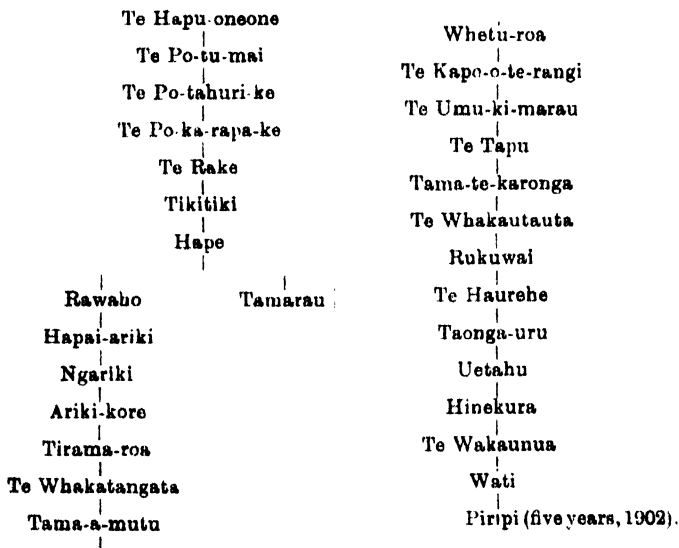 Te Hapu-oneone
Te Po-tu-mai
Te Po-tahuri-ke
Te Po-ka-rapa-ke
Te Rake
Tikitiki
Hape
Rawaho Tamarau
Hapai-ariki
Ngariki
Ariki-kore
Tirama-roa
Te Whakatangata
Tama-a-mutu
Whetu-roa
Te Kapo-o-te-rangi
Te Umu-ki-marau
Te Tapu
Tama-te-karonga
Te Whakautauta
Rukuwai
Te Haurehe
Taonga-uru
Uetahu
Hinekura
Te Wakaunua
Wati
Piripi (five years, 1902).